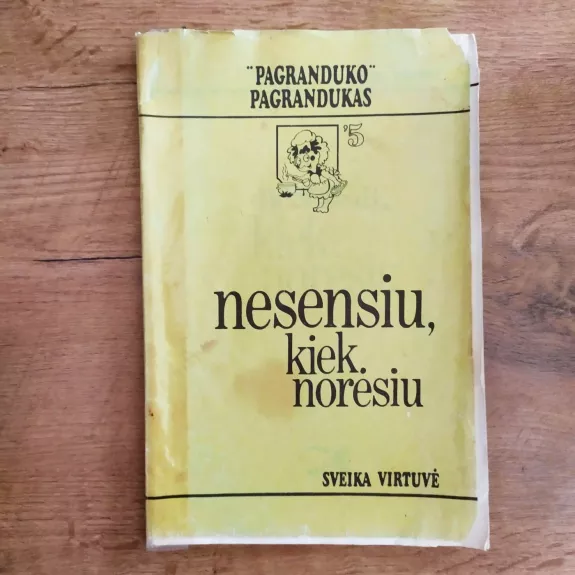 "PAGRANDUKO"
PAGRANDUKAS
'5
nesensiu,
kiek
norėsiu
SVEIKA VIRTUVĖ